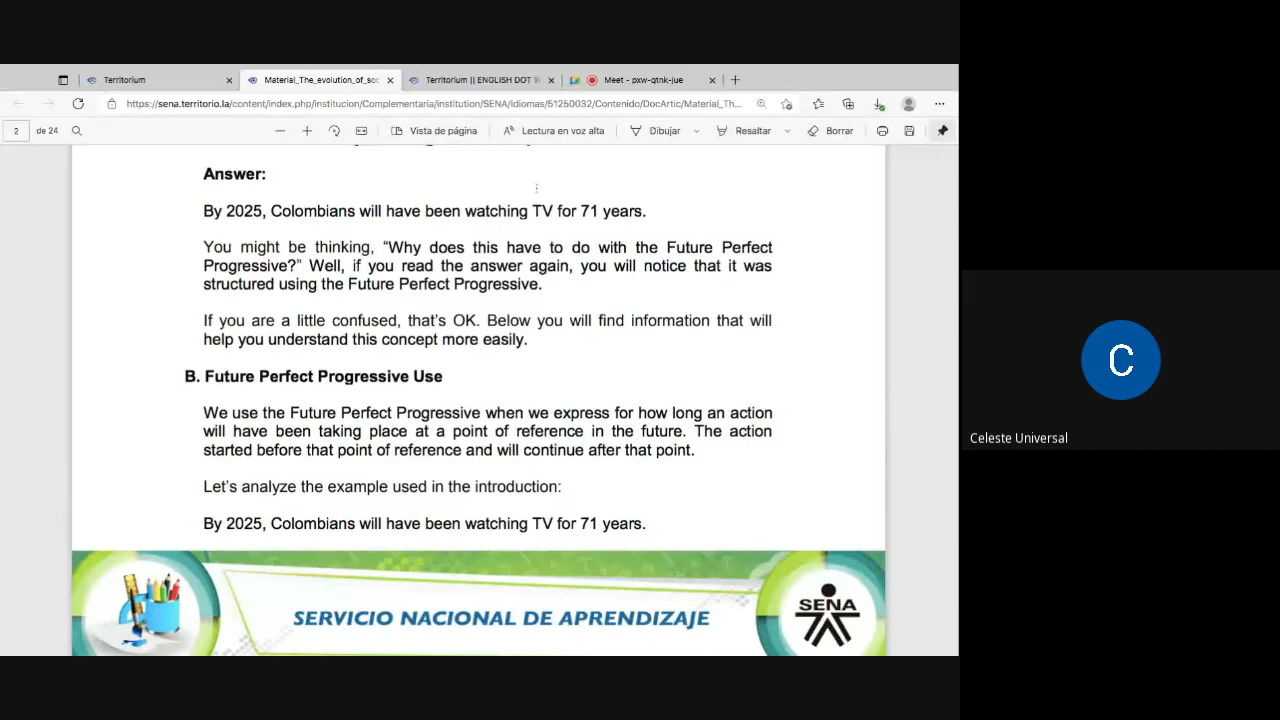 Territorium
Material_The_evolution_of_soc
Territorium || ENGLISH DOT W
Meet - pxw-qtnk-jue
https://sena.territorio.la/content/index.php/institucion/Complementaria/institution/SENA/Idiomas/51250032/Contenido/DocArtic/Material_Th...
2 de 24
Vista de página
Lectura en voz alta
Dibujar
Resaltar
Borrar
Answer:
By 2025, Colombians will have been watching TV for 71 years.
You might be thinking, “Why does this have to do with the Future Perfect
Progressive?” Well, if you read the answer again, you will notice that it was
structured using the Future Perfect Progressive.
If you are a little confused, that’s OK. Below you will find information that will
help you understand this concept more easily.
B. Future Perfect Progressive Use
We use the Future Perfect Progressive when we express for how long an action
will have been taking place at a point of reference in the future. The action
started before that point of reference and will continue after that point.
Let’s analyze the example used in the introduction:
By 2025, Colombians will have been watching TV for 71 years.
SERVICIO NACIONAL DE APRENDIZAJE
SENA
C
Celeste Universal